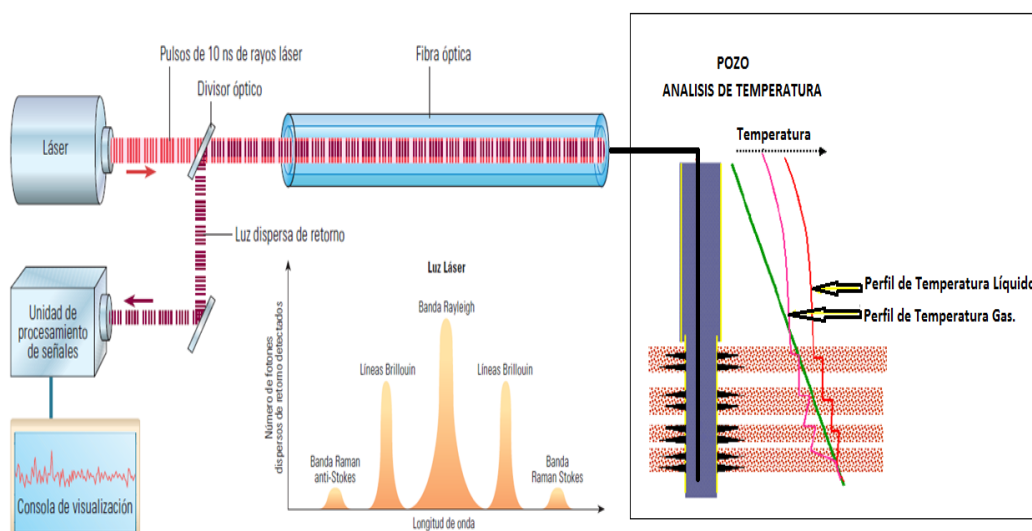 Pulsos de 10 ns de rayos láser
Divisor óptico
Fibra óptica
Láser
Luz dispersa de retorno
Unidad de
procesamiento
de señales
Consola de visualización
Luz Láser
Número de fotones
dispersos de retorno detectados
Banda Rayleigh
Líneas Brillouin
Líneas Brillouin
Banda Raman
anti-Stokes
Banda
Raman Stokes
Longitud de onda
POZO
ANALISIS DE TEMPERATURA
Temperatura
Perfil de Temperatura Líquido
Perfil de Temperatura Gas.